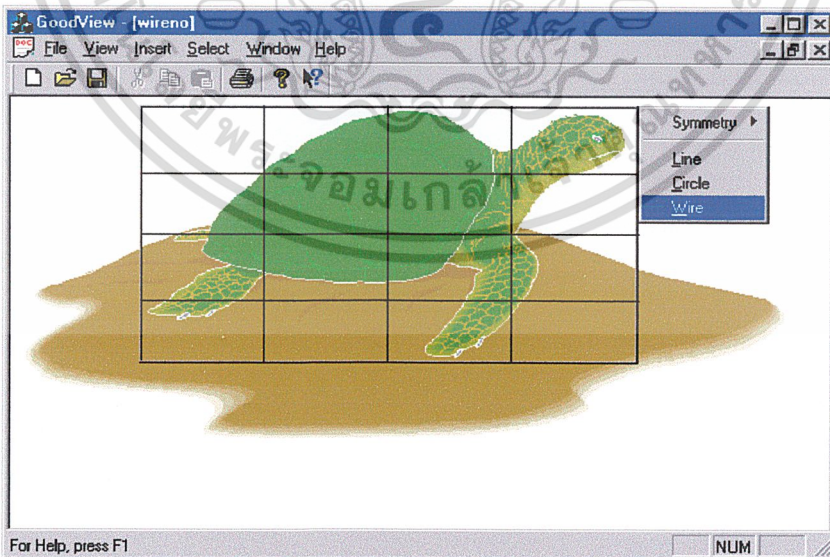 GoodView - [wireno]
File View Insert Select Window Help
Symmetry
Line
Circle
Wire
For Help, press F1
NUM